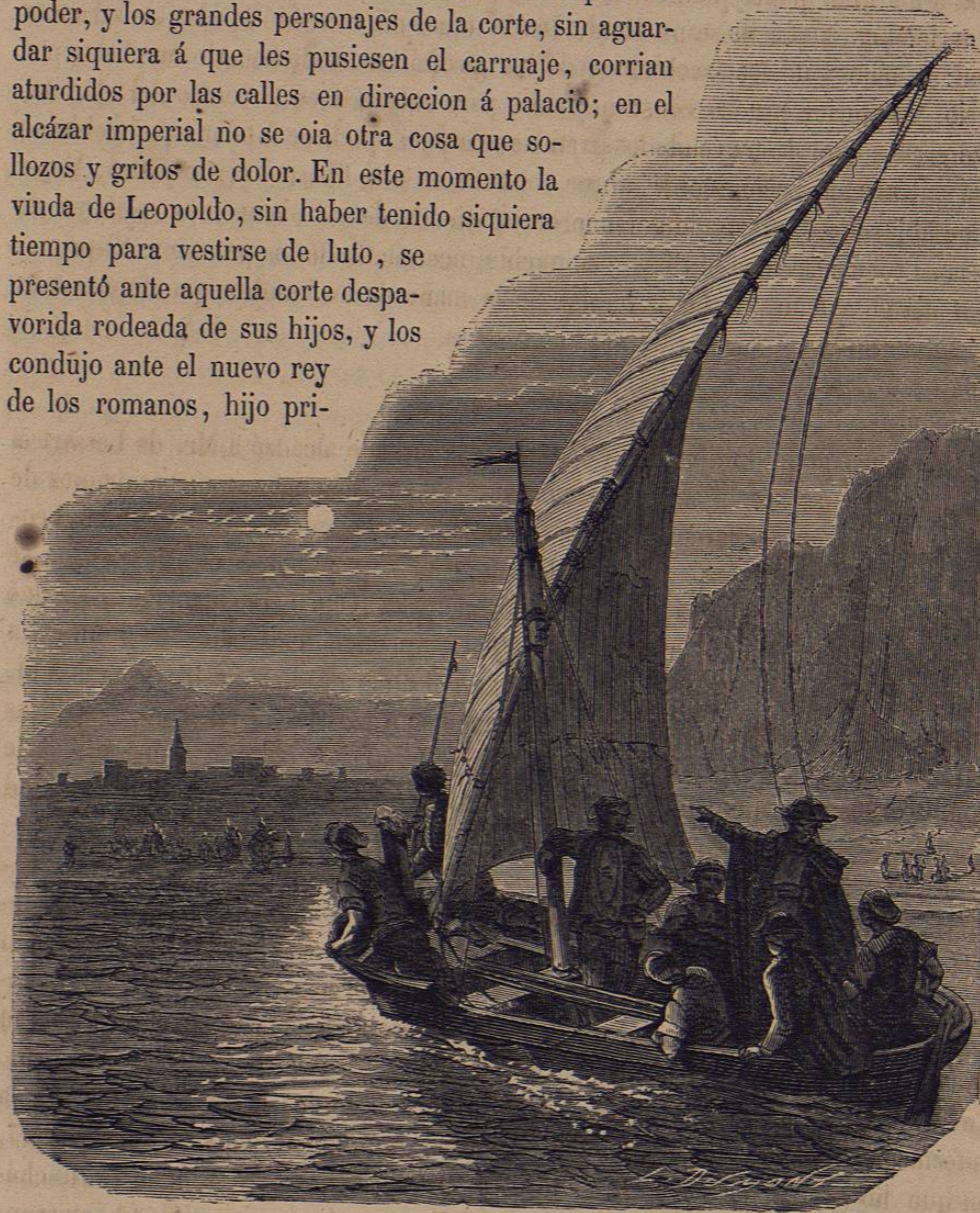 poder, y los grandes personajes de la corte, sin aguar-
dar siquiera á que les pusiesen el carruaje, corrian
aturdidos por las calles en direccion á palacio; en el
alcázar imperial no se oia otra cosa que so-
llozos y gritos de dolor. En este momento la
viuda de Leopoldo, sin haber tenido siquiera
tiempo para vestirse de luto, se
presentó ante aquella corte despa-
vorida rodeada de sus hijos, y los
condújo ante el nuevo rey
de los romanos, hijo pri-